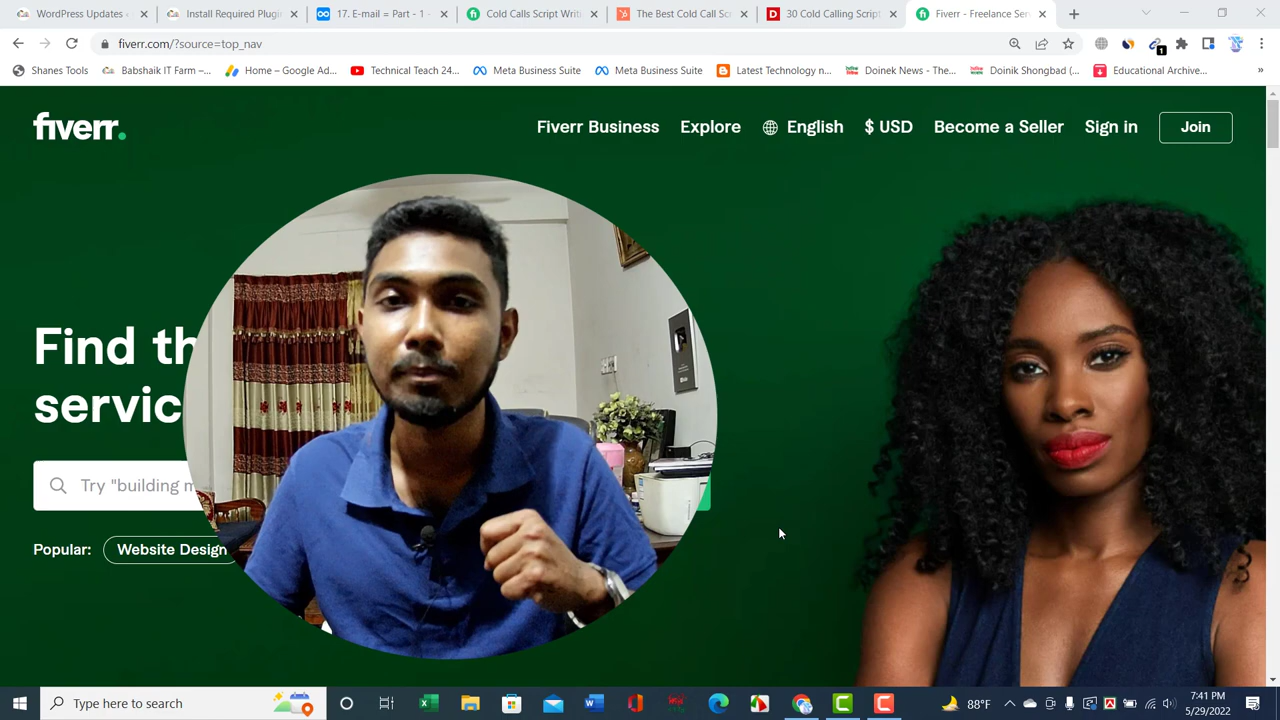 WordPress Updates -
Install Required Plugin
17. E-mail = Part - 1 -
Cold Calls Script Write
The Best Cold Call Scr
30 Cold Calling Script
Fiverr - Freelance Ser
fiverr.com/?source=top_nav
1
Shanes Tools
Babshaik IT Farm –...
Home – Google Ad...
Technical Teach 24...
Meta Business Suite
Meta Business Suite
Latest Technology n...
Doinek News - The...
Doinik Shongbad (...
Educational Archive...
»
fiverr.
Fiverr Business
Explore
English
$ USD
Become a Seller
Sign in
Join
Find th
servic
Try "building m
Popular:
Website Design
Type here to search
88°F
7:41 PM
5/29/2022